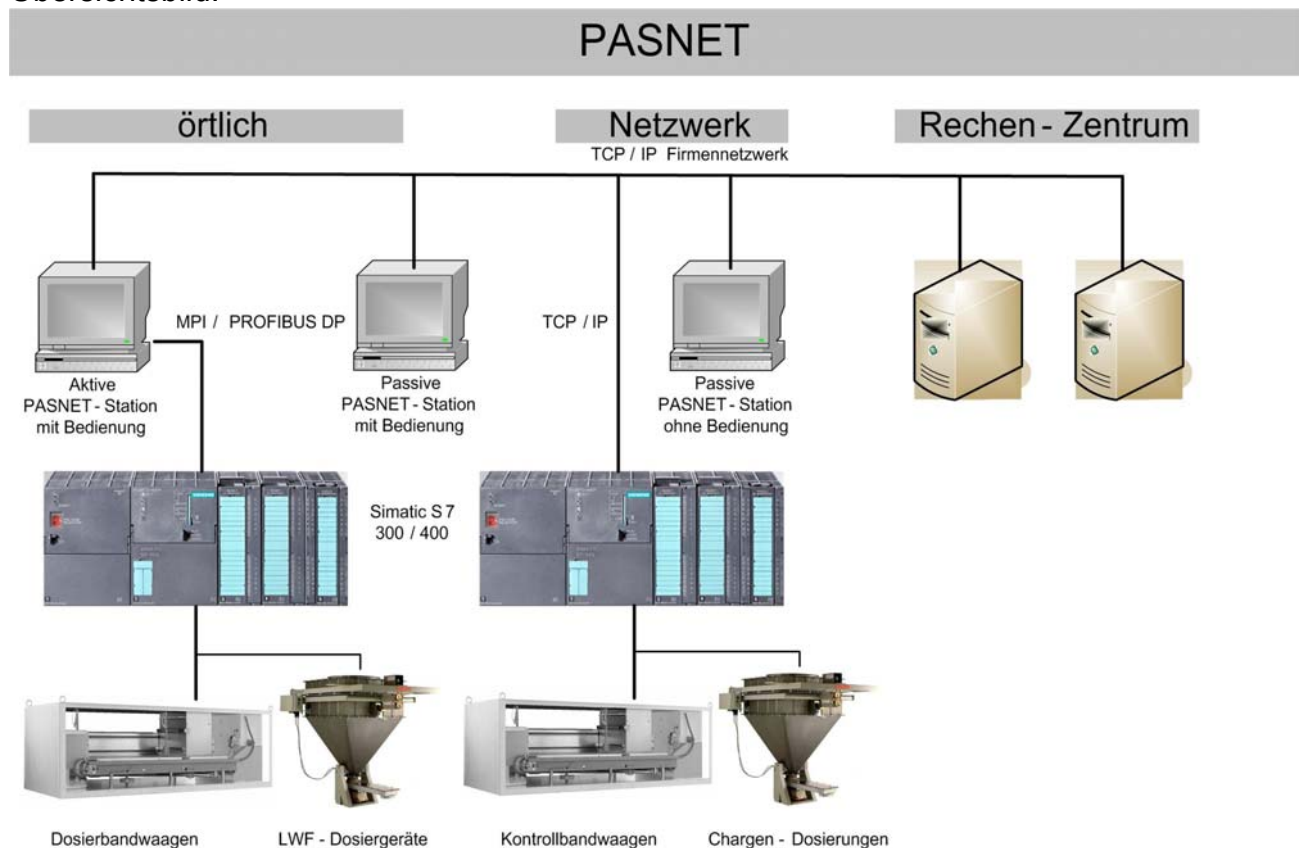 Übersichtsbild:
PASNET
örtlich
Netzwerk
Rechen - Zentrum
TCP / IP Firmennetzwerk
MPI / PROFIBUS DP
TCP / IP
Aktive
PASNET - Station
mit Bedienung
Passive
PASNET - Station
mit Bedienung
Passive
PASNET - Station
ohne Bedienung
Simatic S 7
300 / 400
Dosierbandwaagen
LWF - Dosiergeräte
Kontrollbandwaagen
Chargen - Dosierungen